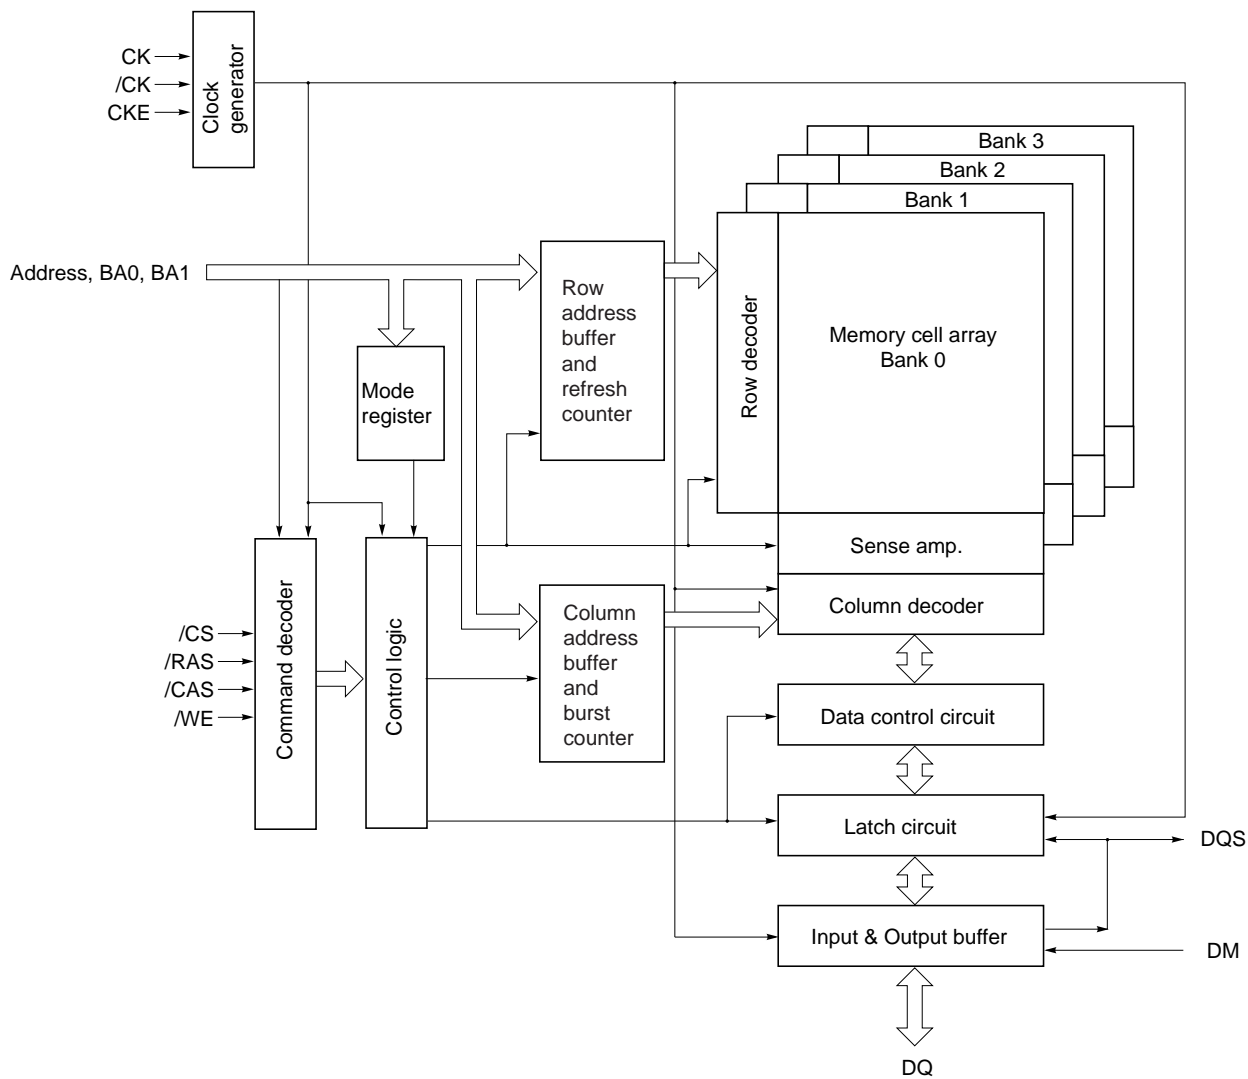 CK
/CK
CKE
Clock
generator
Bank 3
Bank 2
Bank 1
Address, BA0, BA1
Row
address
buffer
and
refresh
counter
Row decoder
Memory cell array
Bank 0
Mode
register
Sense amp.
Column decoder
/CS
/RAS
/CAS
/WE
Command decoder
Control logic
Column
address
buffer
and
burst
counter
Data control circuit
Latch circuit
DQS
Input & Output buffer
DM
DQ